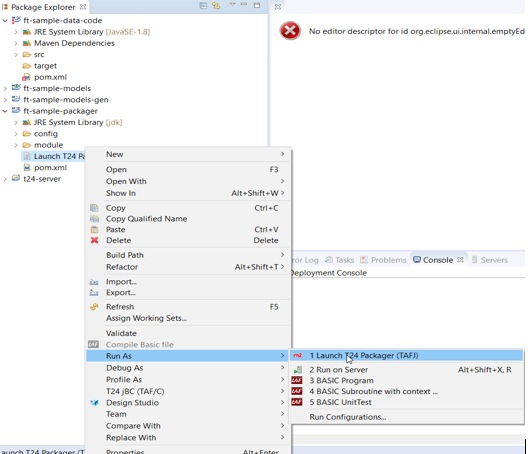 Package Explorer
ft-sample-data-code
JRE System Library [JavaSE-1.8]
Maven Dependencies
src
target
pom.xml
ft-sample-models
ft-sample-models-gen
ft-sample-packager
JRE System Library [jdk]
config
module
Launch T24 Pa
pom.xml
t24-server
No editor descriptor for id org.eclipse.ui.internal.emptyEd
New
Open F3
Open With
Show In Alt+Shift+W
Copy Ctrl+C
Copy Qualified Name
Paste Ctrl+V
Delete Delete
Build Path
Refactor Alt+Shift+T
Import...
Export...
Refresh F5
Assign Working Sets...
Validate
Compile Basic file
Run As
Debug As
Profile As
T24 jBC (TAF/C)
Design Studio
Team
Compare With
Replace With
Properties Alt+Enter
ror Log Tasks Problems Console Servers
Deployment Console
1 Launch T24 Packager (TAFJ)
2 Run on Server Alt+Shift+X, R
3 BASIC Program
4 BASIC Subroutine with context ...
5 BASIC UnitTest
Run Configurations...
aunch T24 Packager (T